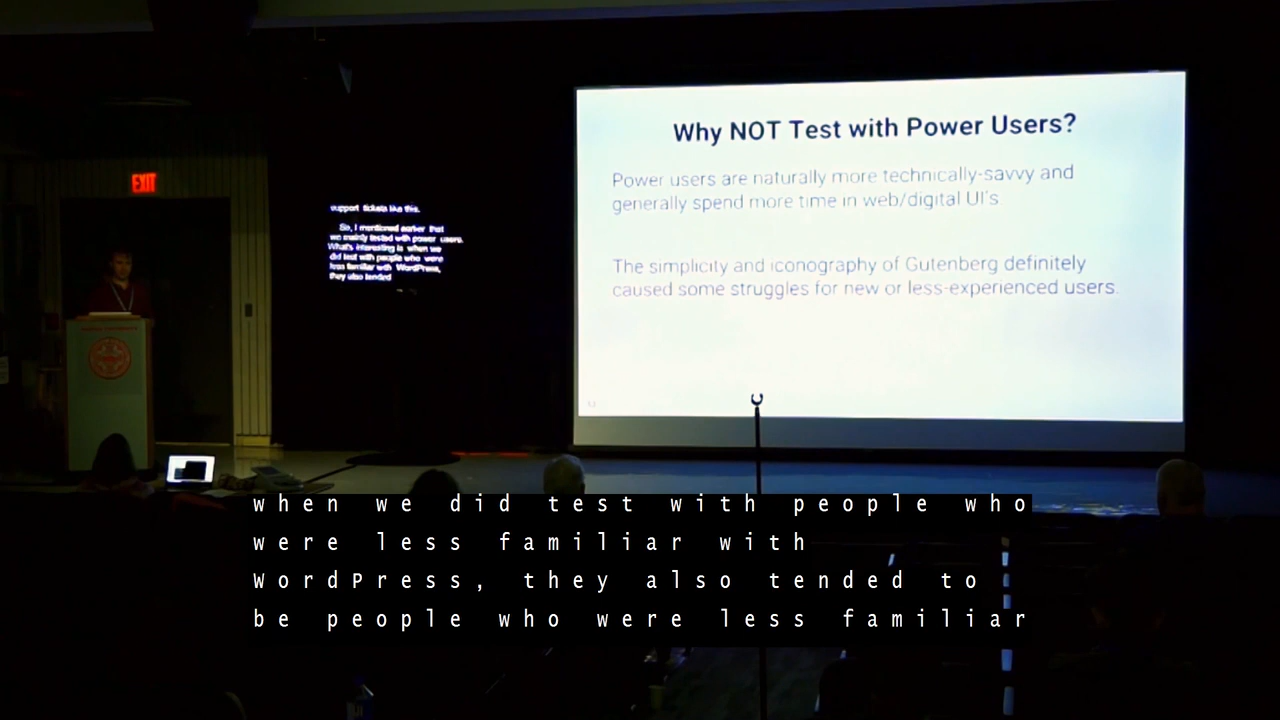 Why NOT Test with Power Users?
Power users are naturally more technically-savvy and
generally spend more time in web/digital UI's.
The simplicity and iconography of Gutenberg definitely
caused some struggles for new or less-experienced users.
EXIT
support tickets like this.
So, I mentioned earlier that
we mainly tested with power users.
What's interesting is when we
did test with people who were
less familiar with WordPress,
they also tended
when we did test with people who
were less familiar with
WordPress, they also tended to
be people who were less familiar